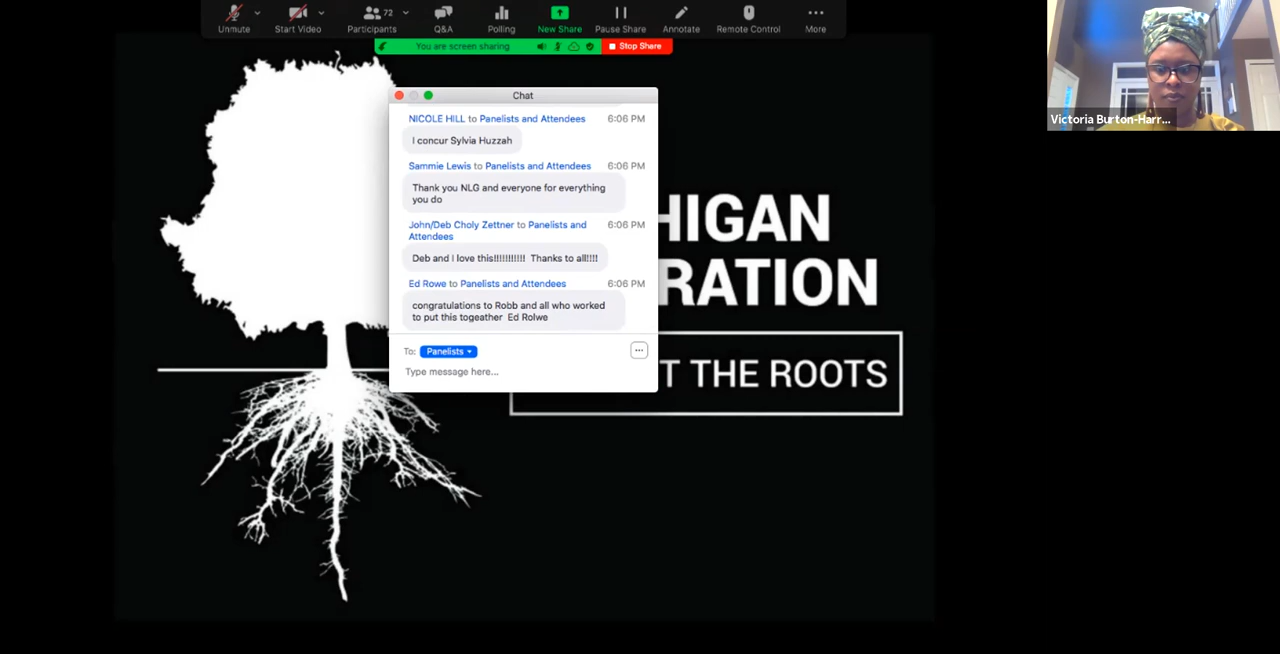 Unmute
Start Video
72
Participants
Q&A
Polling
New Share
Pause Share
Annotate
Remote Control
More
You are screen sharing
Stop Share
Victoria Burton-Harr...
Chat
NICOLE HILL to Panelists and Attendees 6:06 PM
I concur Sylvia Huzzah
Sammie Lewis to Panelists and Attendees 6:06 PM
Thank you NLG and everyone for everything
you do
John/Deb Choly Zettner to Panelists and 6:06 PM
Attendees
Deb and I love this!!!!!!!!!!! Thanks to all!!!!
Ed Rowe to Panelists and Attendees 6:06 PM
congratulations to Robb and all who worked
to put this togeather Ed Rolwe
To: Panelists
Type message here...
HIGAN
RATION
T THE ROOTS